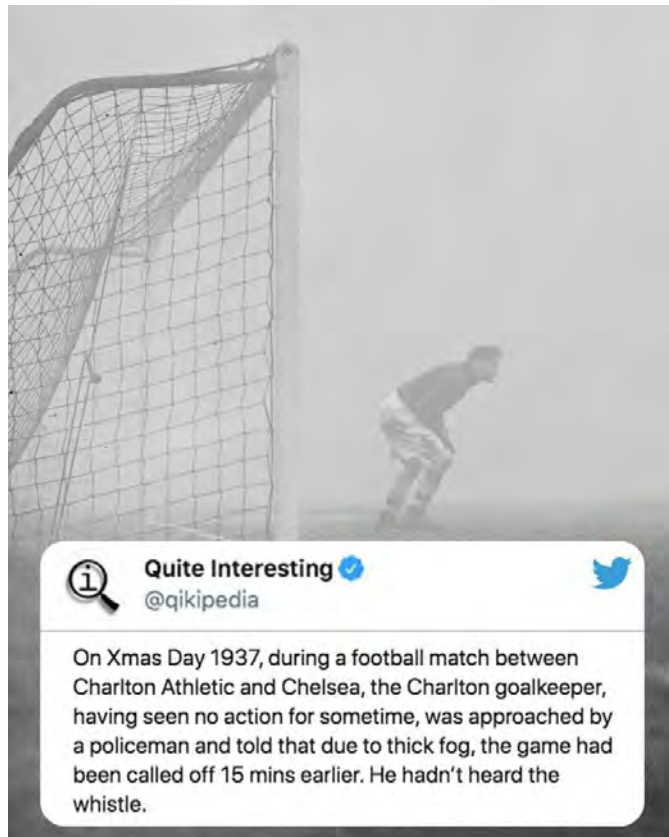 Quite Interesting
@qikipedia
On Xmas Day 1937, during a football match between
Charlton Athletic and Chelsea, the Charlton goalkeeper,
having seen no action for sometime, was approached by
a policeman and told that due to thick fog, the game had
been called off 15 mins earlier. He hadn't heard the
whistle.